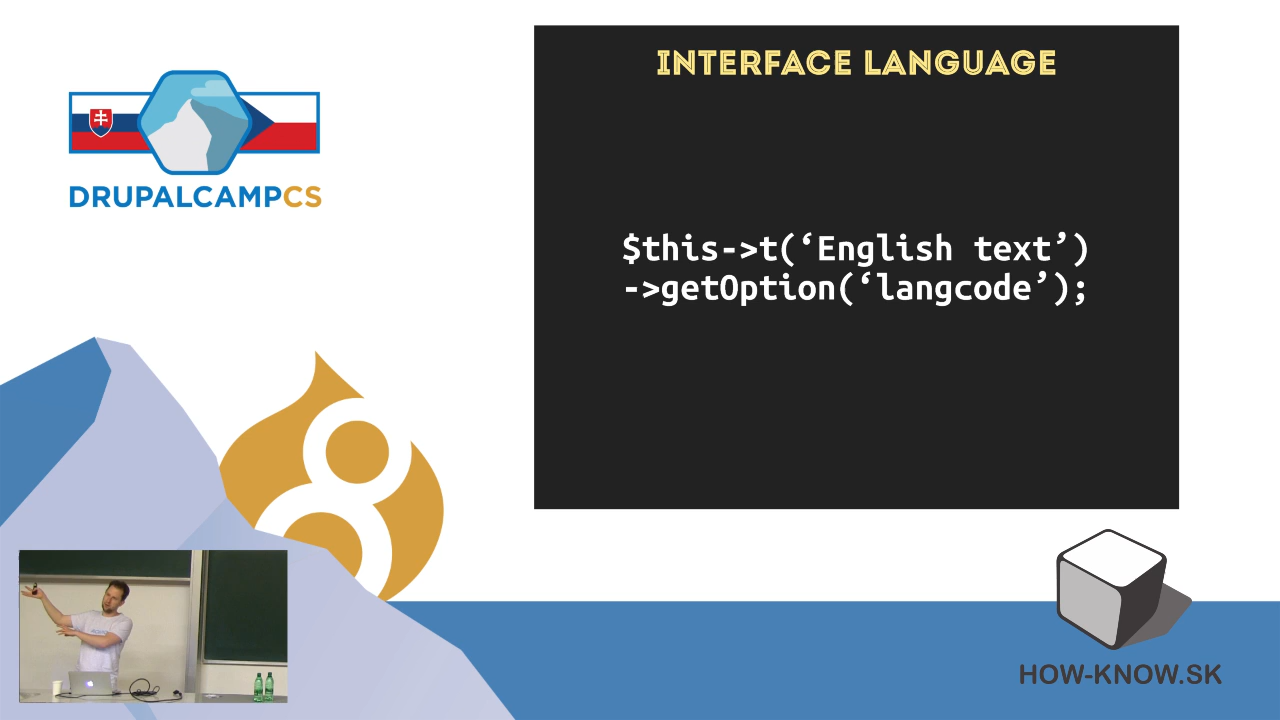 DRUPALCAMPCS
INTERFACE LANGUAGE
$this->t(‘English text’)
->getOption(‘langcode’);
HOW-KNOW.SK